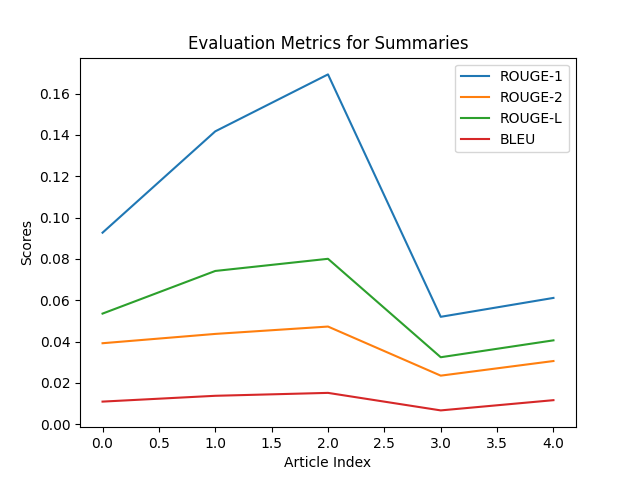 Evaluation Metrics for Summaries
ROUGE-1
ROUGE-2
ROUGE-L
BLEU
Scores
0.16
0.14
0.12
0.10
0.08
0.06
0.04
0.02
0.00
0.0 0.5 1.0 1.5 2.0 2.5 3.0 3.5 4.0
Article Index